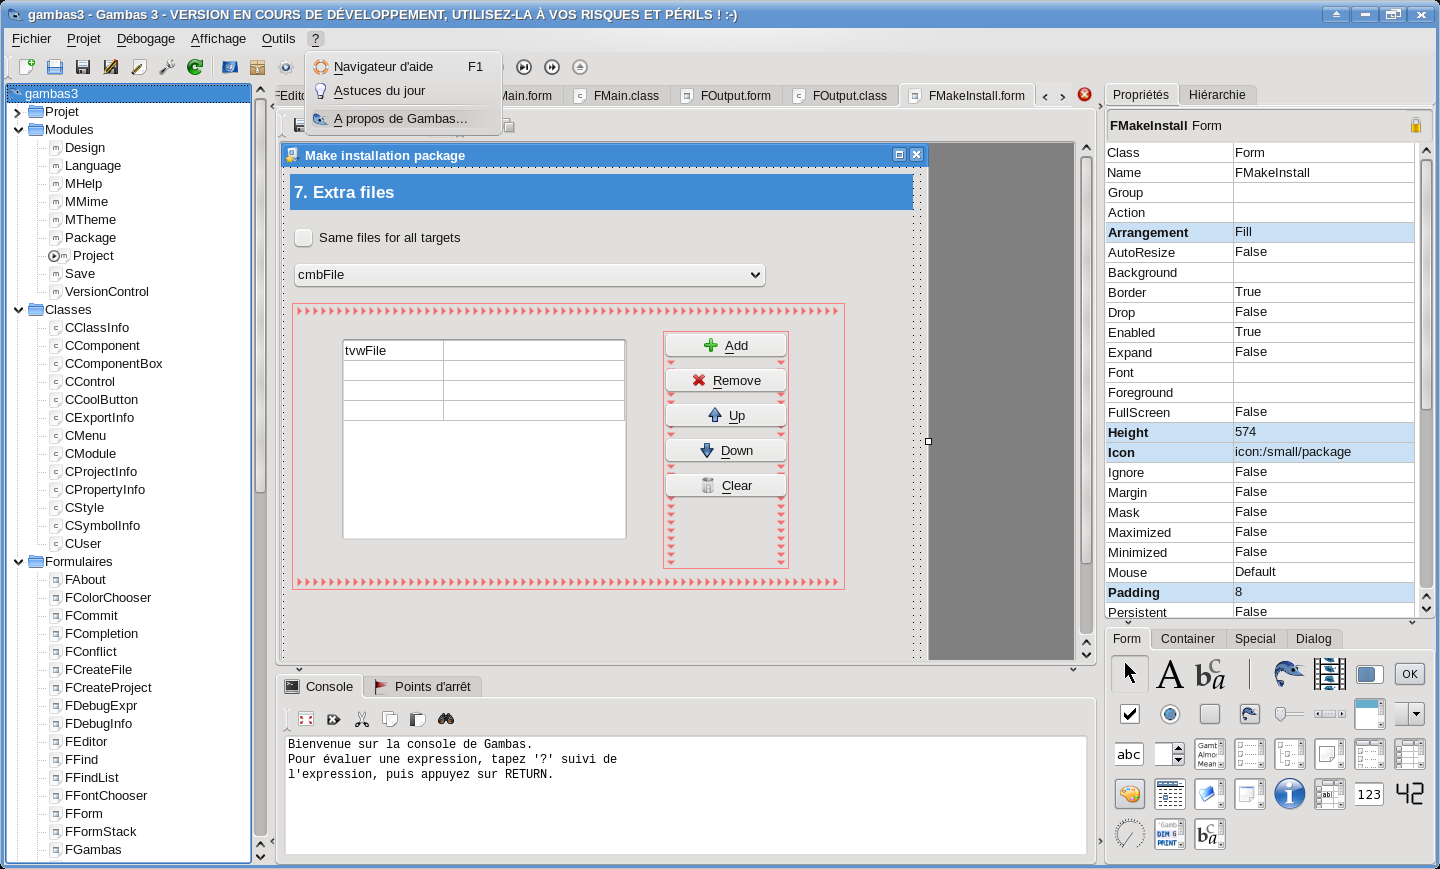 gambas3 - Gambas 3 - VERSION EN COURS DE DÉVELOPPEMENT, UTILISEZ-LA À VOS RISQUES ET PÉRILS ! :-)
Fichier Projet Débogage Affichage Outils ?
Navigateur d'aide F1
Astuces du jour
A propos de Gambas...
gambas3
Projet
Modules
Design
Language
MHelp
MMime
MTheme
Package
Project
Save
VersionControl
Classes
CClassInfo
CComponent
CComponentBox
CControl
CCoolButton
CExportInfo
CMenu
CModule
CProjectInfo
CPropertyInfo
CStyle
CSymbolInfo
CUser
Formulaires
FAbout
FColorChooser
FCommit
FCompletion
FConflict
FCreateFile
FCreateProject
FDebugExpr
FDebugInfo
FEditor
FFind
FFindList
FFontChooser
FForm
FFormStack
FGambas
FMain.class FOutput.form FOutput.class FMakeInstall.form
Make installation package
7. Extra files
Same files for all targets
cmbFile
tvwFile
Add
Remove
Up
Down
Clear
Console Points d'arrêt
Bienvenue sur la console de Gambas.
Pour évaluer une expression, tapez '?' suivi de
l'expression, puis appuyez sur RETURN.
Propriétés Hiérarchie
FMakeInstall Form
Class Form
Name FMakeInstall
Group
Action
Arrangement Fill
AutoResize False
Background
Border True
Drop False
Enabled True
Expand False
Font
Foreground
FullScreen False
Height 574
Icon icon:/small/package
Ignore False
Margin False
Mask False
Maximized False
Minimized False
Mouse Default
Padding 8
Persistent False
Form Container Special Dialog
A bca OK
abc Gamb Almos Mean
123 42
'Gamb DIM G PRINT bca